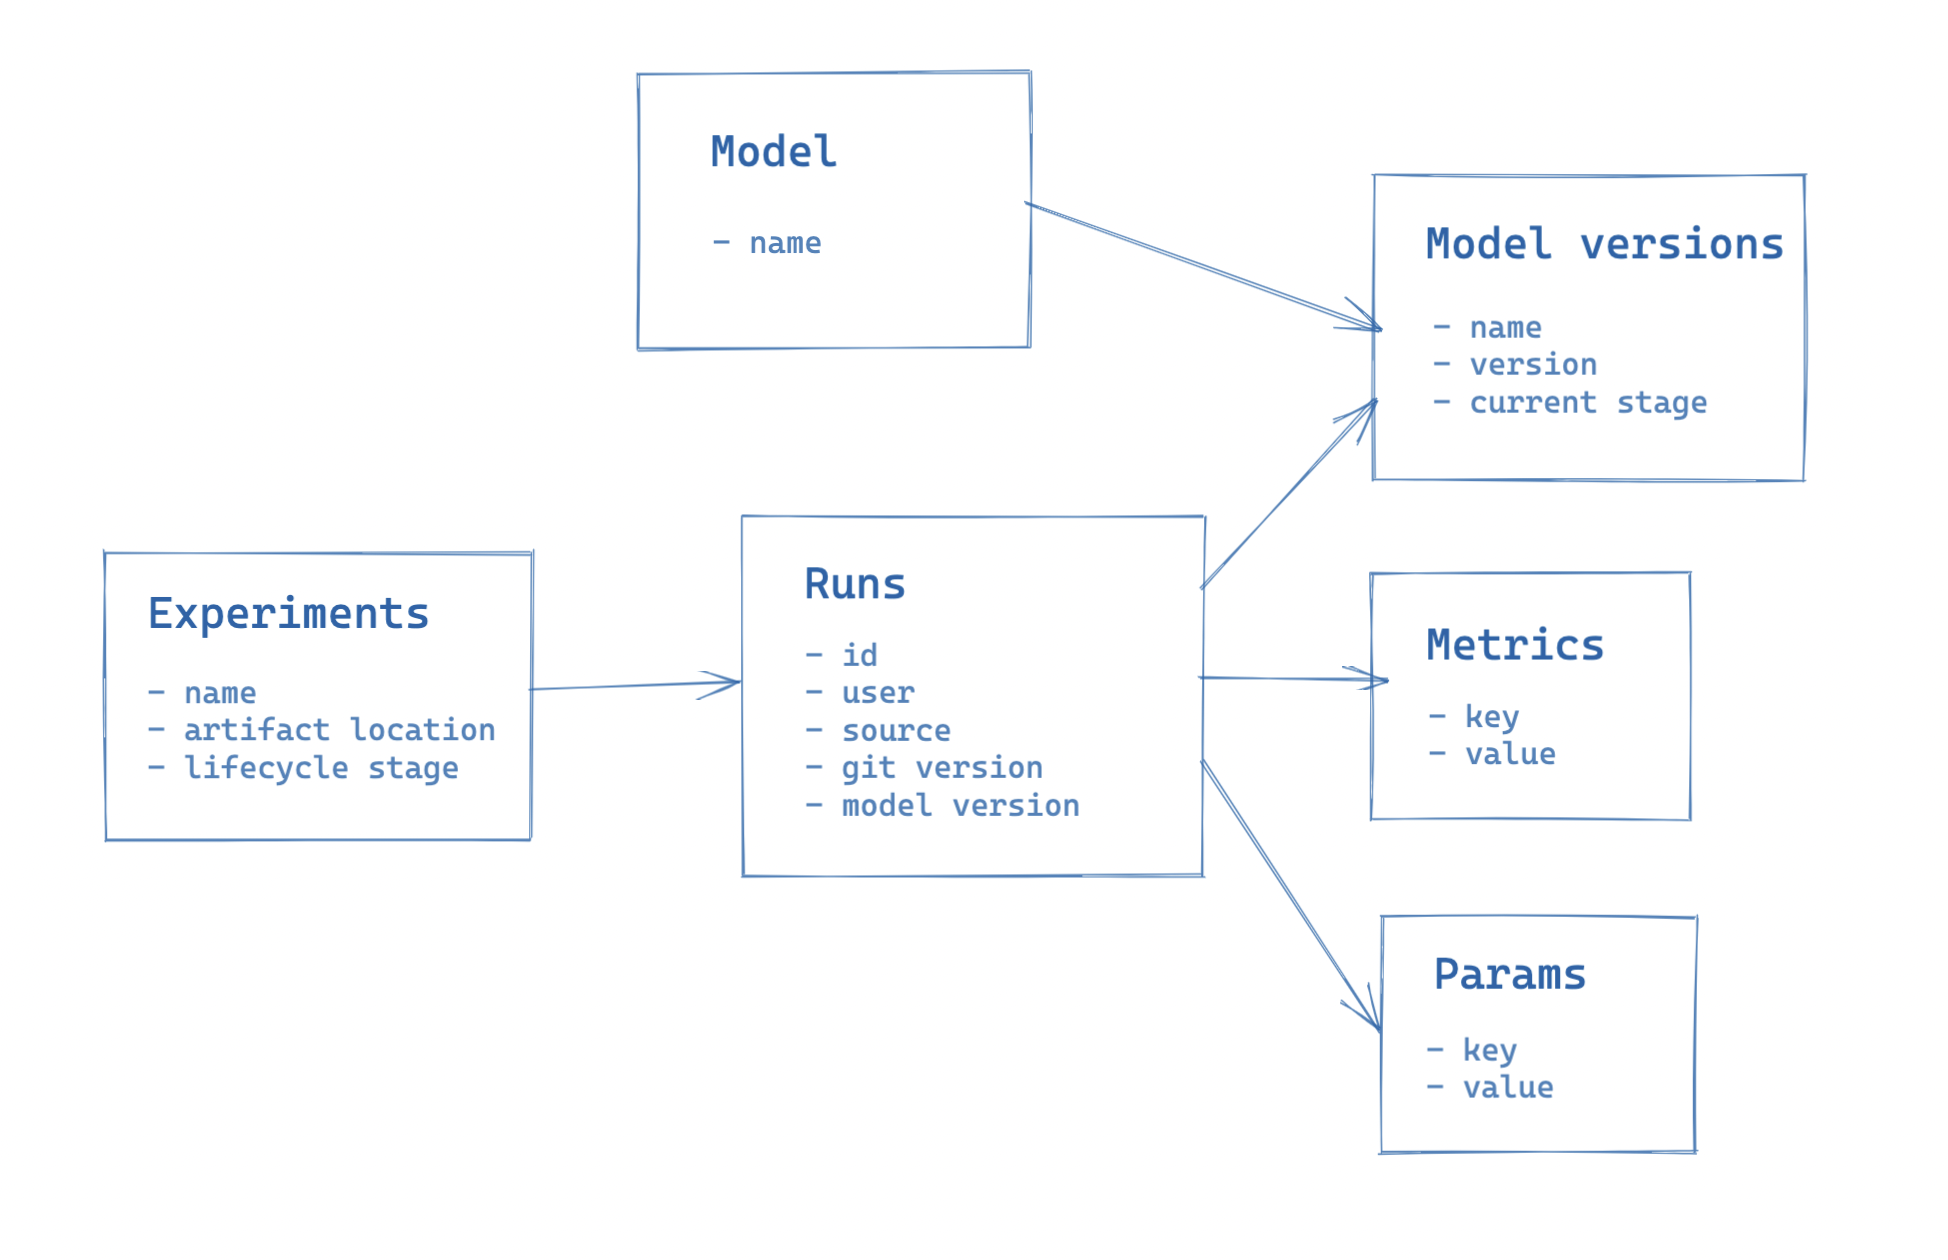 Model
- name
Model versions
- name
- version
- current stage
Experiments
- name
- artifact location
- lifecycle stage
Runs
- id
- user
- source
- git version
- model version
Metrics
- key
- value
Params
- key
- value